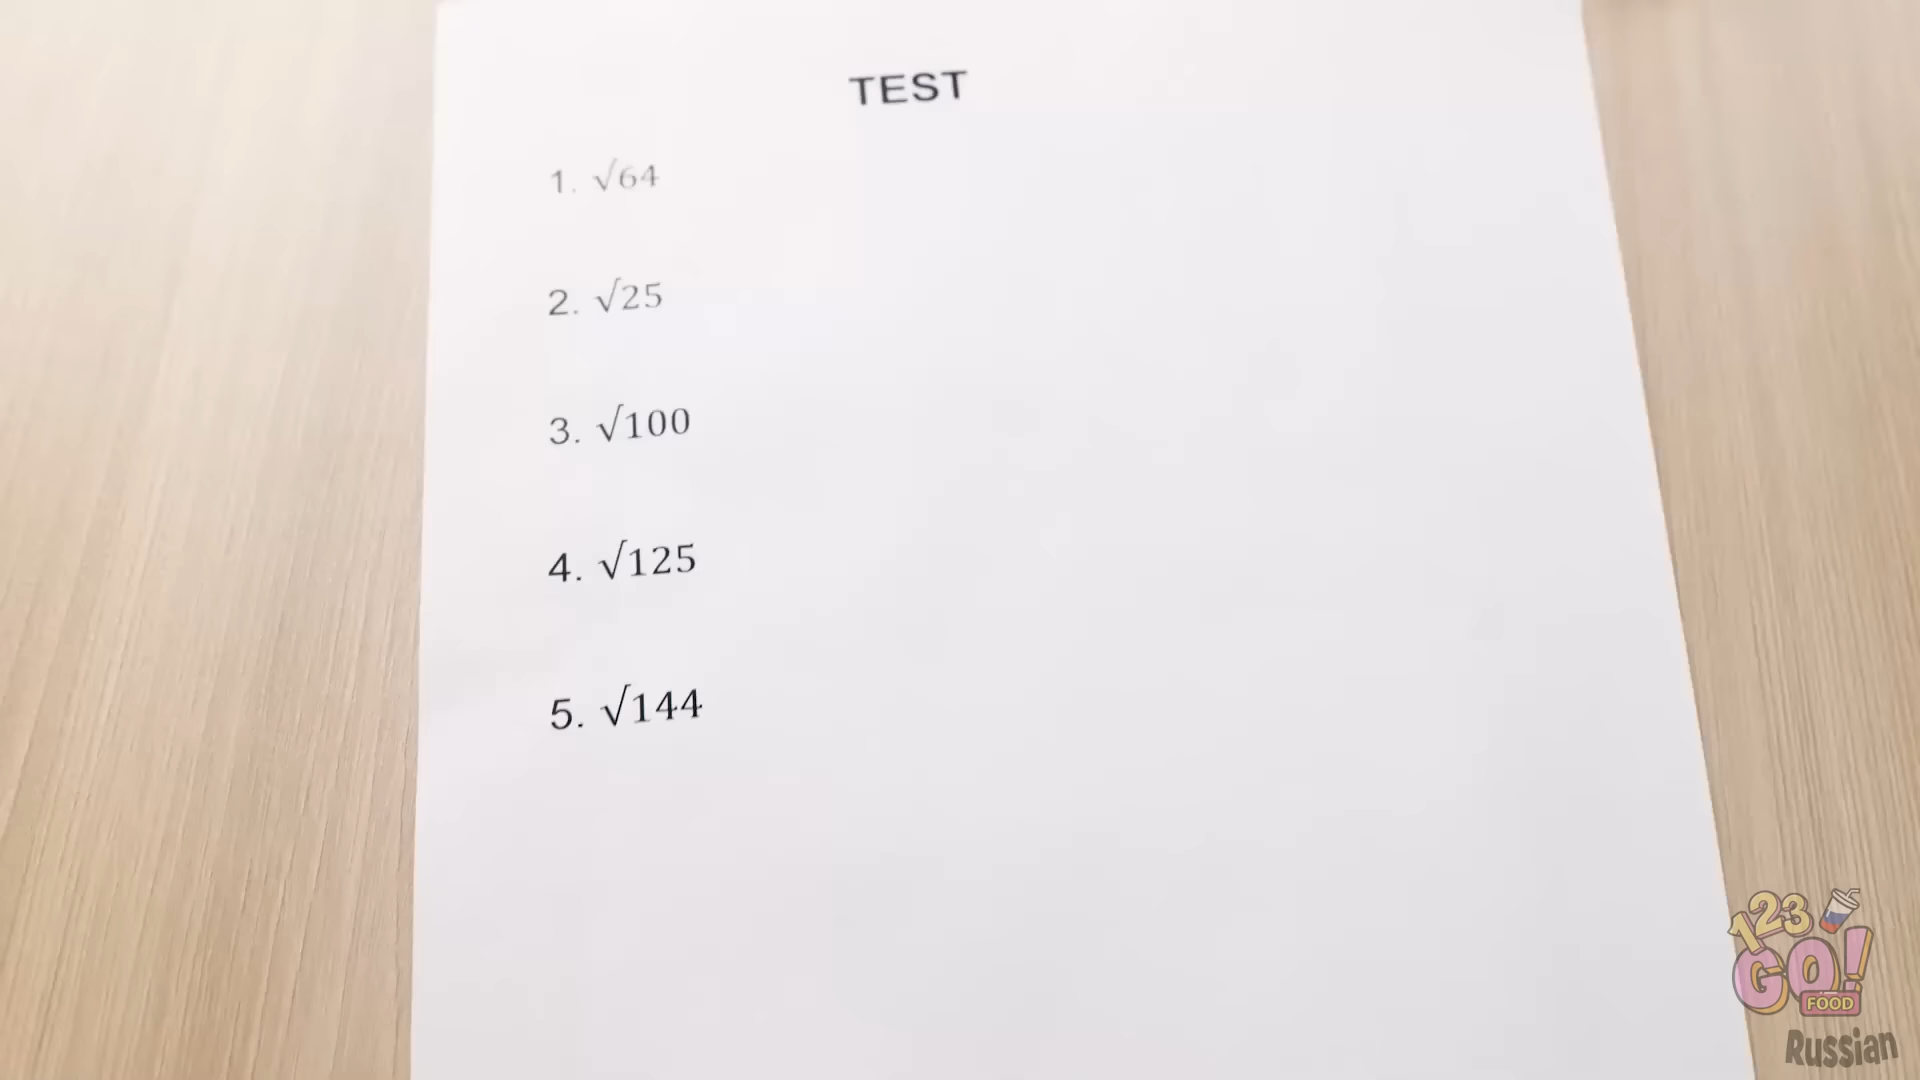 TEST
1. √64
2. √25
3. √100
4. √125
5. √144
123
GO!
FOOD
Russian